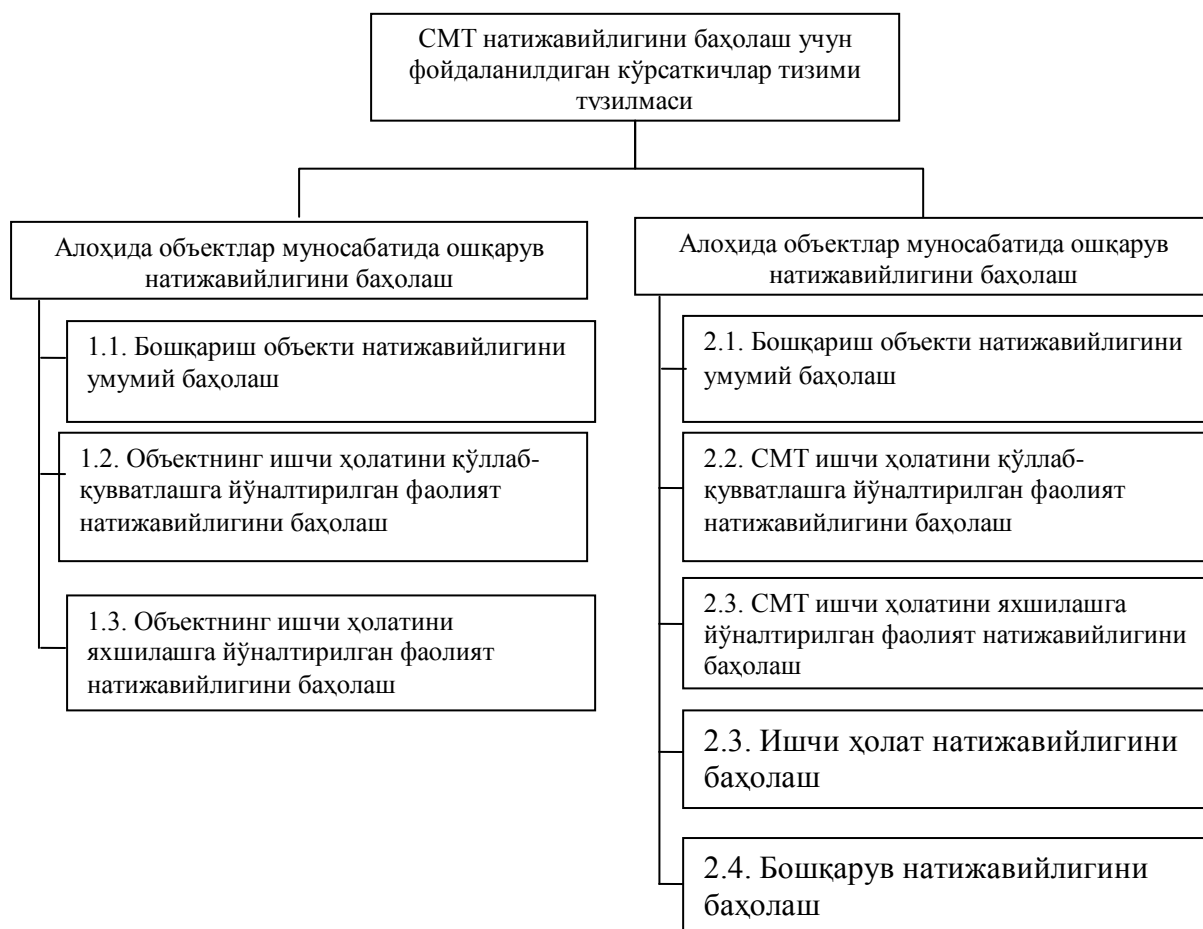 СМТ натижавийлигини баҳолаш учун
фойдаланилдиган кўрсаткичлар тизими
тузилмаси
Алоҳида объектлар муносабатида ошқарув
натижавийлигини баҳолаш
1.1. Бошқариш объекти натижавийлигини
умумий баҳолаш
1.2. Объектнинг ишчи ҳолатини қўллаб-
қувватлашга йўналтирилган фаолият
натижавийлигини баҳолаш
1.3. Объектнинг ишчи ҳолатини
яхшилашга йўналтирилган фаолият
натижавийлигини баҳолаш
Алоҳида объектлар муносабатида ошқарув
натижавийлигини баҳолаш
2.1. Бошқариш объекти натижавийлигини
умумий баҳолаш
2.2. СМТ ишчи ҳолатини қўллаб-
қувватлашга йўналтирилган фаолият
натижавийлигини баҳолаш
2.3. СМТ ишчи ҳолатини яхшилашга
йўналтирилган фаолият натижавийлигини
баҳолаш
2.3. Ишчи ҳолат натижавийлигини
баҳолаш
2.4. Бошқарув натижавийлигини
баҳолаш